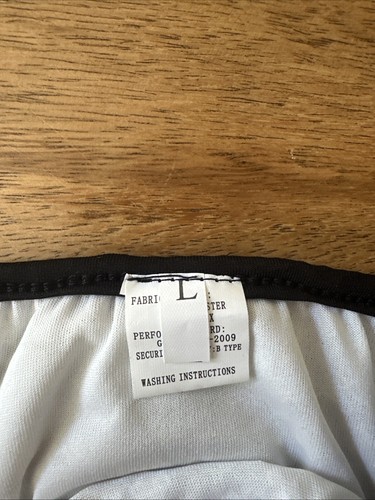 L
FABRI :
STER
X
PERFO RD:
G -2009
SECURI :B TYPE
WASHING INSTRUCTIONS